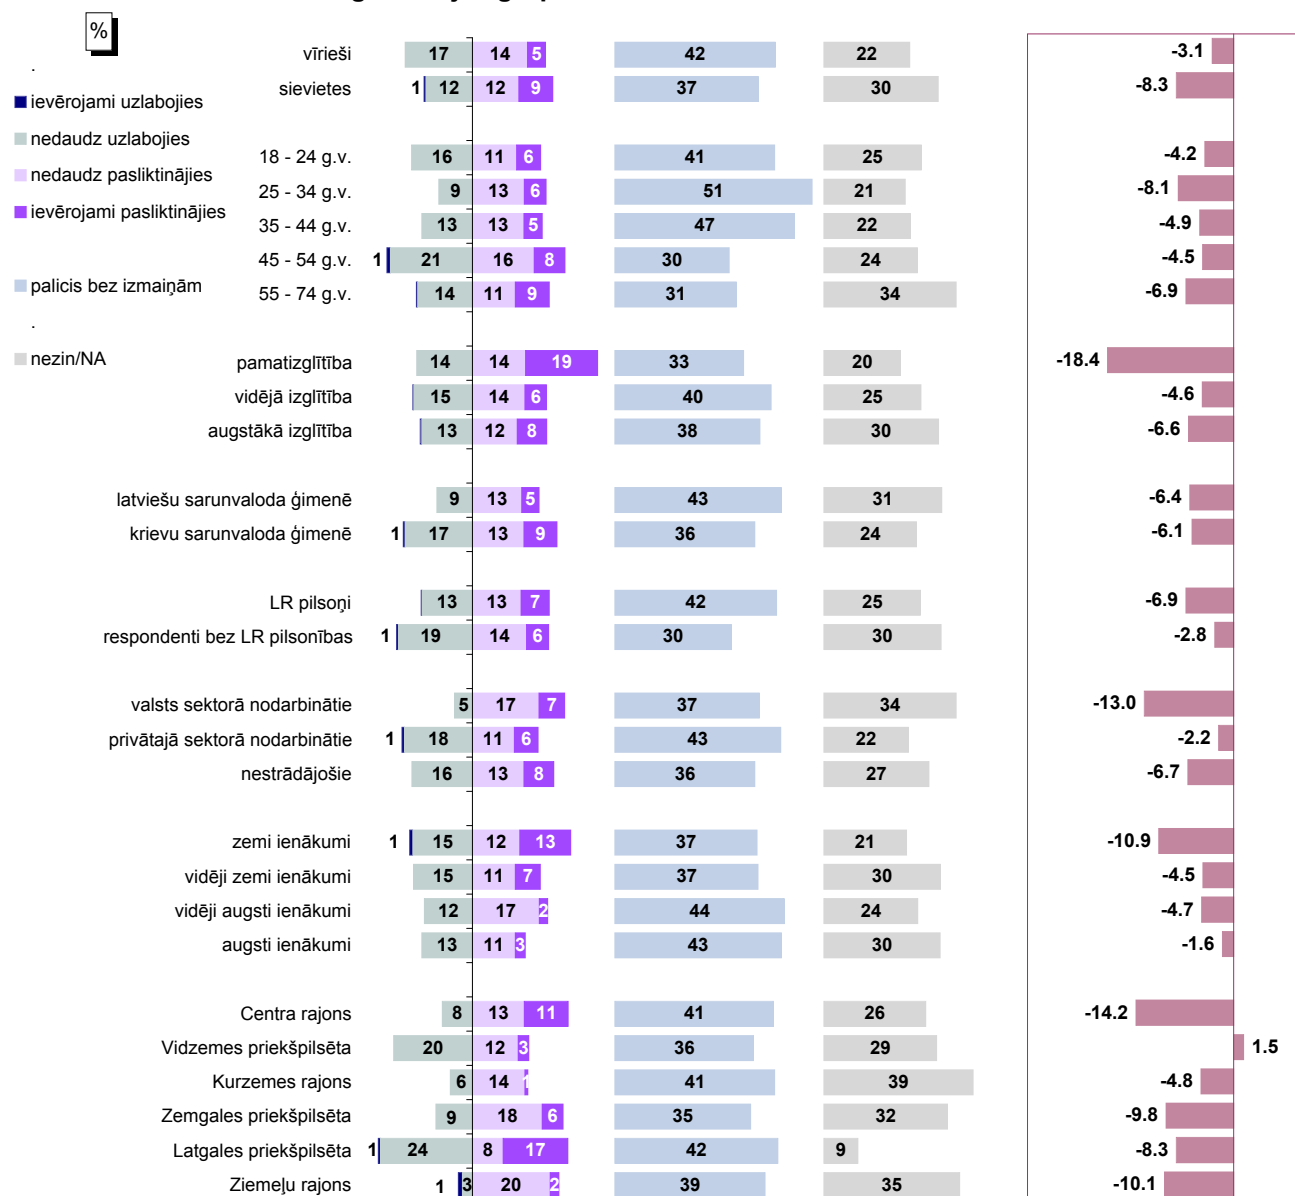 %
.
ievērojami uzlabojies
nedaudz uzlabojies
nedaudz pasliktinājies
ievērojami pasliktinājies
palicis bez izmaiņām
.
nezin/NA
vīrieši 17 14 5 42 22 -3.1
sievietes 1 12 12 9 37 30 -8.3
18 - 24 g.v. 16 11 6 41 25 -4.2
25 - 34 g.v. 9 13 6 51 21 -8.1
35 - 44 g.v. 13 13 5 47 22 -4.9
45 - 54 g.v. 1 21 16 8 30 24 -4.5
55 - 74 g.v. 14 11 9 31 34 -6.9
pamatizglītība 14 14 19 33 20 -18.4
vidējā izglītība 15 14 6 40 25 -4.6
augstākā izglītība 13 12 8 38 30 -6.6
latviešu sarunvaloda ģimenē 9 13 5 43 31 -6.4
krievu sarunvaloda ģimenē 1 17 13 9 36 24 -6.1
LR pilsoņi 13 13 7 42 25 -6.9
respondenti bez LR pilsonības 1 19 14 6 30 30 -2.8
valsts sektorā nodarbinātie 5 17 7 37 34 -13.0
privātajā sektorā nodarbinātie 1 18 11 6 43 22 -2.2
nestrādājošie 16 13 8 36 27 -6.7
zemi ienākumi 1 15 12 13 37 21 -10.9
vidēji zemi ienākumi 15 11 7 37 30 -4.5
vidēji augsti ienākumi 12 17 2 44 24 -4.7
augsti ienākumi 13 11 3 43 30 -1.6
Centra rajons 8 13 11 41 26 -14.2
Vidzemes priekšpilsēta 20 12 3 36 29 1.5
Kurzemes rajons 6 14 1 41 39 -4.8
Zemgales priekšpilsēta 9 18 6 35 32 -9.8
Latgales priekšpilsēta 1 24 8 17 42 9 -8.3
Ziemeļu rajons 1 3 20 2 39 35 -10.1